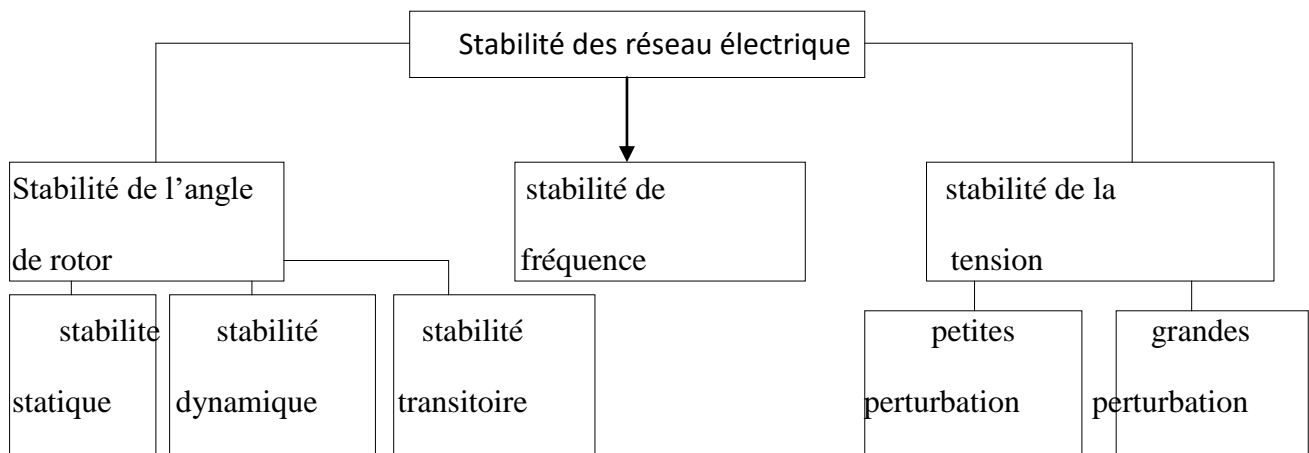 Stabilité des réseau électrique
Stabilité de l’angle
de rotor
stabilité de
fréquence
stabilité de la
tension
stabilite
statique
stabilité
dynamique
stabilité
transitoire
petites
perturbation
grandes
perturbation